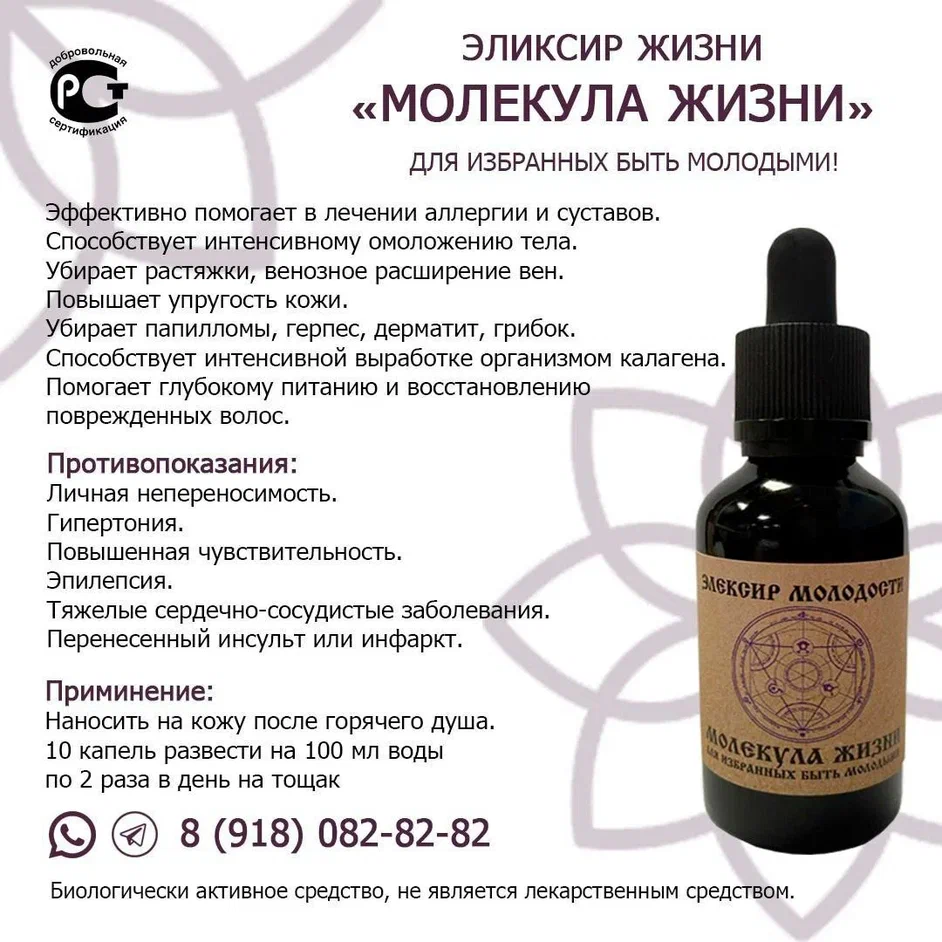 добровольная
РСТ
сертификация
ЭЛИКСИР ЖИЗНИ
«МОЛЕКУЛА ЖИЗНИ»
ДЛЯ ИЗБРАННЫХ БЫТЬ МОЛОДЫМИ!
Эффективно помогает в лечении аллергии и суставов.
Способствует интенсивному омоложению тела.
Убирает растяжки, венозное расширение вен.
Повышает упругость кожи.
Убирает папилломы, герпес, дерматит, грибок.
Способствует интенсивной выработке организмом калагена.
Помогает глубокому питанию и восстановлению
поврежденных волос.
Противопоказания:
Личная непереносимость.
Гипертония.
Повышенная чувствительность.
Эпилепсия.
Тяжелые сердечно-сосудистые заболевания.
Перенесенный инсульт или инфаркт.
Приминение:
Наносить на кожу после горячего душа.
10 капель развести на 100 мл воды
по 2 раза в день на тощак
8 (918) 082-82-82
Биологически активное средство, не является лекарственным средством.
ЭЛЕКСИР МОЛОДОСТИ
МОЛЕКУЛА ЖИЗНИ
ДЛЯ ИЗБРАННЫХ БЫТЬ МОЛОДЫМИ